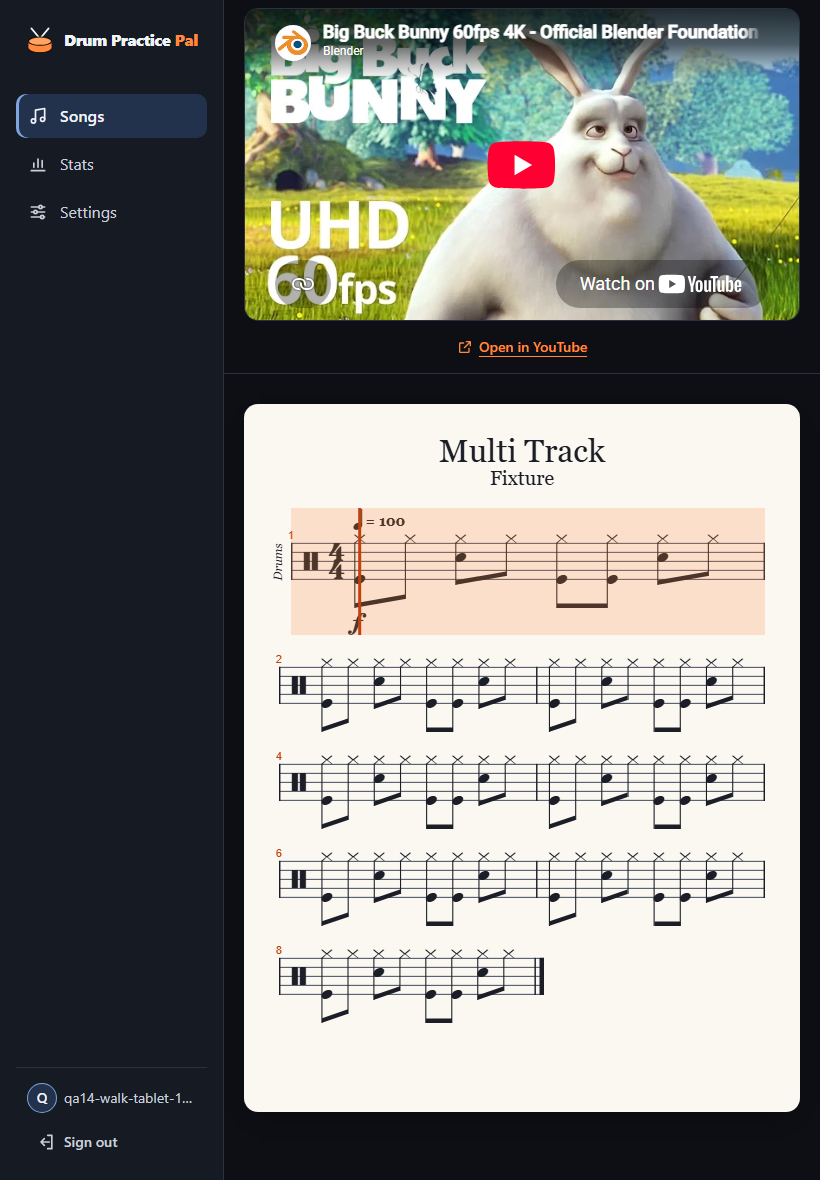 Drum Practice Pal
Songs
Stats
Settings
qa14-walk-tablet-1...
Q
Sign out
Big Buck Bunny 60fps 4K - Official Blender Foundation
Blender
Big Buck
BUNNY
UHD
60fps
Watch on YouTube
Open in YouTube
Multi Track
Fixture
= 100
1
Drums
4
4
f
2
4
6
8